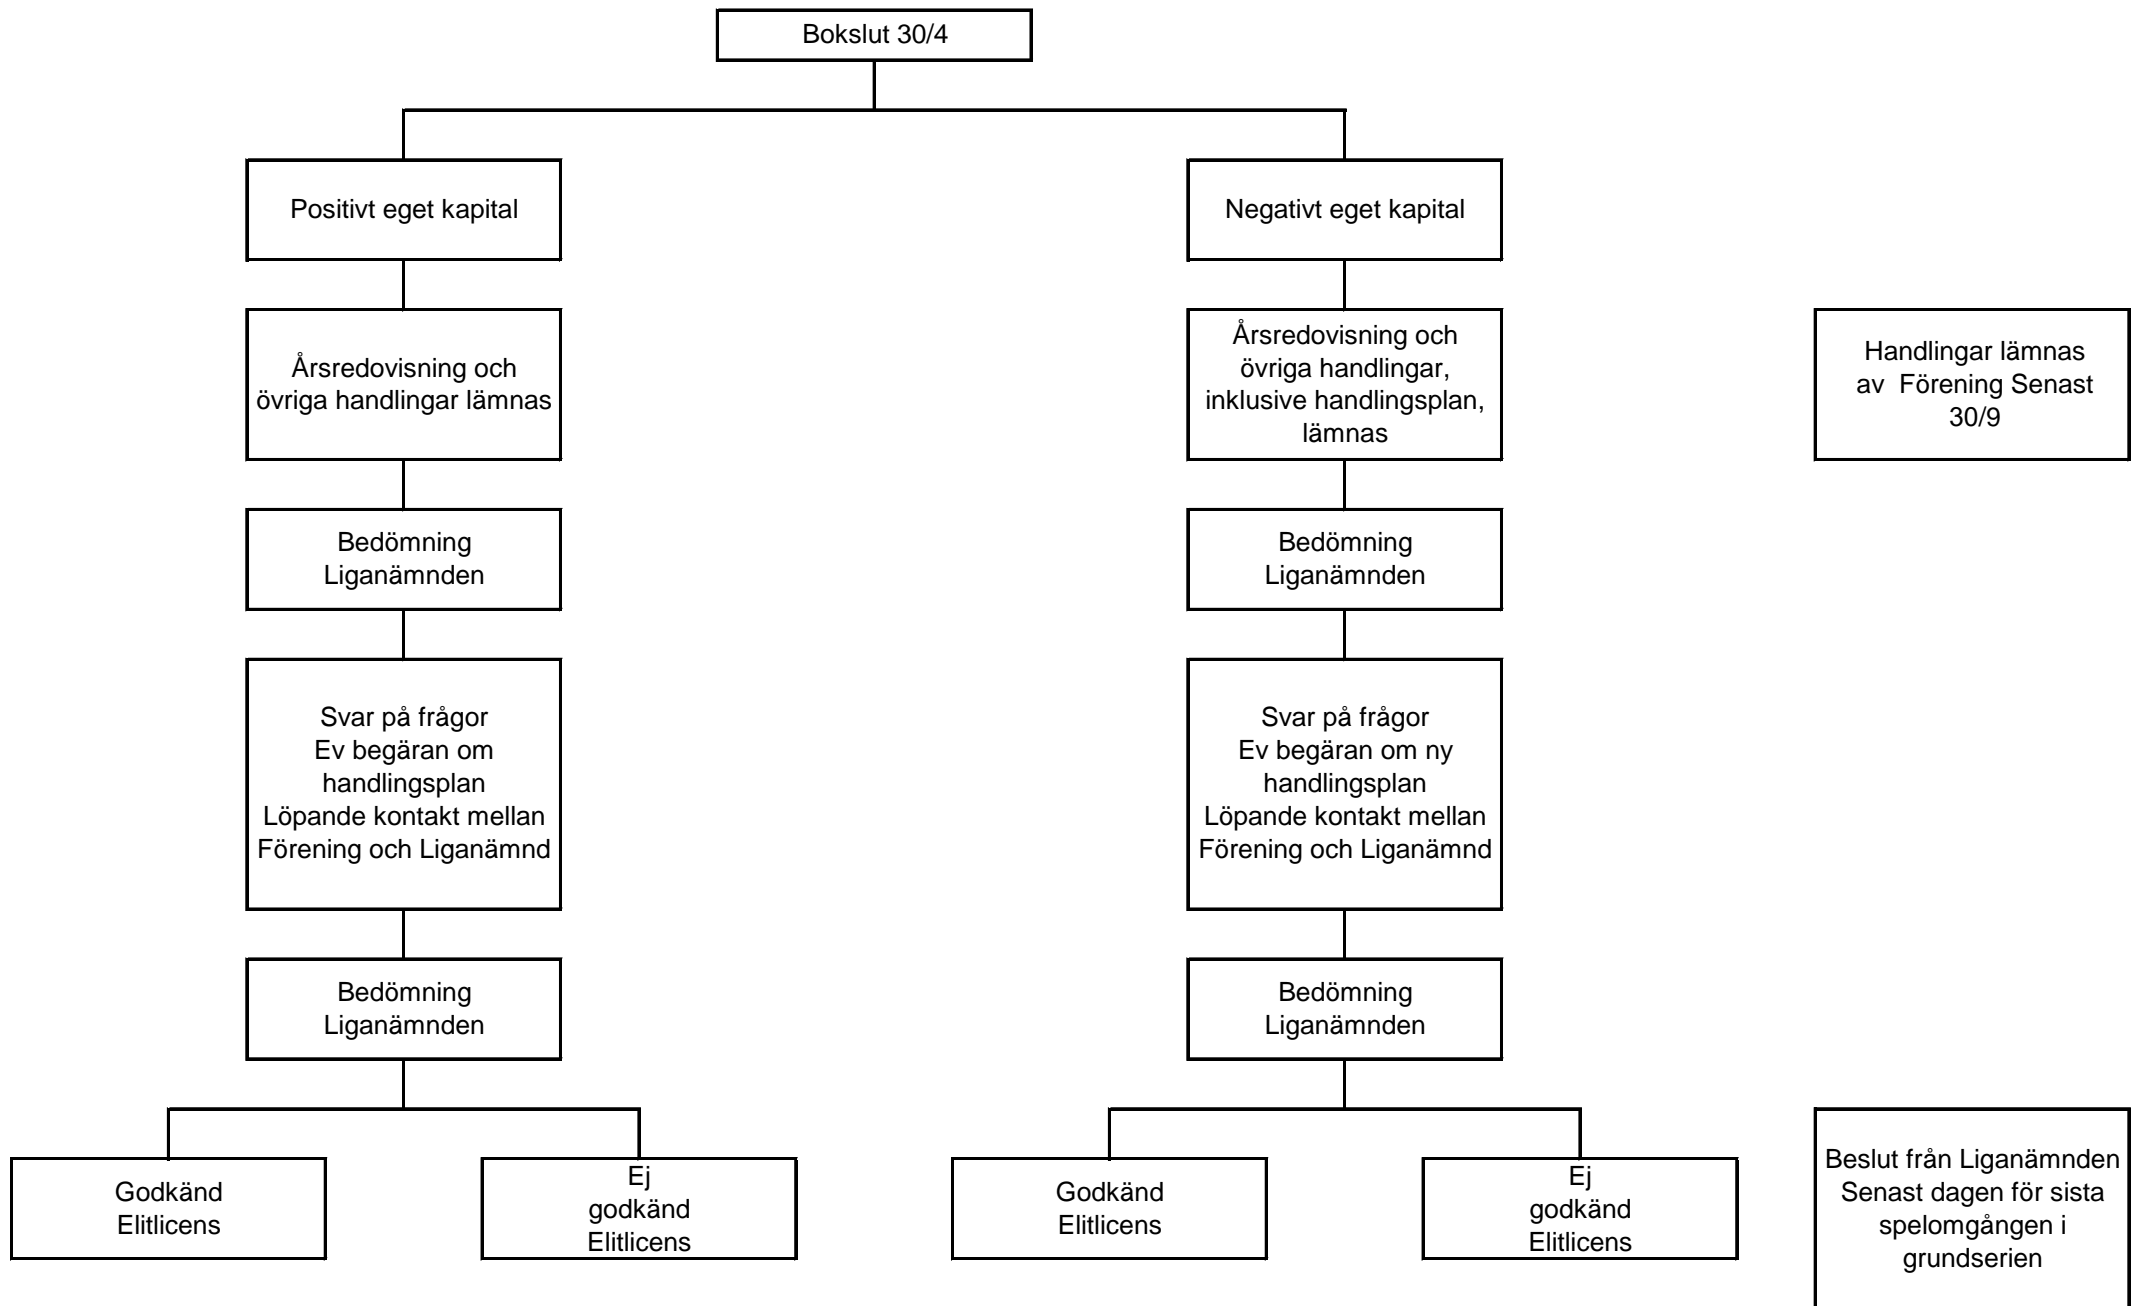 Bokslut 30/4
Positivt eget kapital
Negativt eget kapital
Årsredovisning och
övriga handlingar lämnas
Årsredovisning och
övriga handlingar,
inklusive handlingsplan,
lämnas
Handlingar lämnas
av  Förening Senast
30/9
Bedömning
Liganämnden
Bedömning
Liganämnden
Svar på frågor
Ev begäran om
handlingsplan
Löpande kontakt mellan
Förening och Liganämnd
Svar på frågor
Ev begäran om ny
handlingsplan
Löpande kontakt mellan
Förening och Liganämnd
Bedömning
Liganämnden
Bedömning
Liganämnden
Godkänd
Elitlicens
Ej
godkänd
Elitlicens
Godkänd
Elitlicens
Ej
godkänd
Elitlicens
Beslut från Liganämnden
Senast dagen för sista
spelomgången i
grundserien